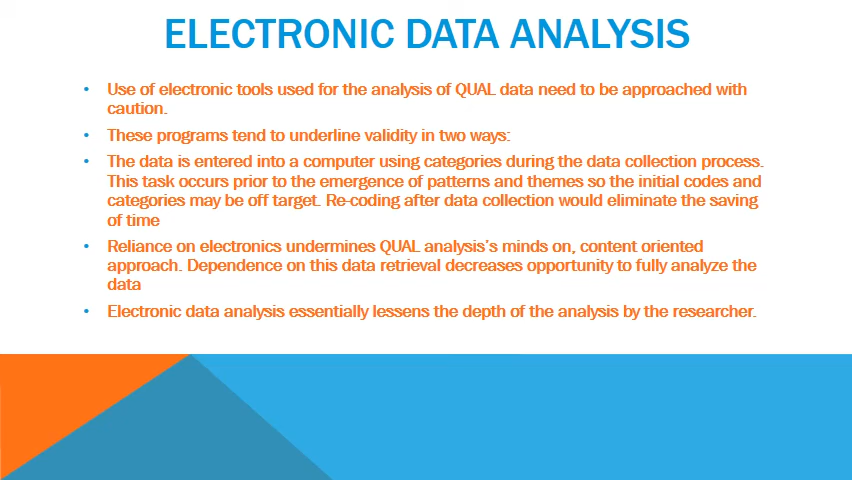 ELECTRONIC DATA ANALYSIS
• Use of electronic tools used for the analysis of QUAL data need to be approached with
caution.
• These programs tend to underline validity in two ways:
• The data is entered into a computer using categories during the data collection process.
This task occurs prior to the emergence of patterns and themes so the initial codes and
categories may be off target. Re-coding after data collection would eliminate the saving
of time
• Reliance on electronics undermines QUAL analysis's minds on, content oriented
approach. Dependence on this data retrieval decreases opportunity to fully analyze the
data
• Electronic data analysis essentially lessens the depth of the analysis by the researcher.